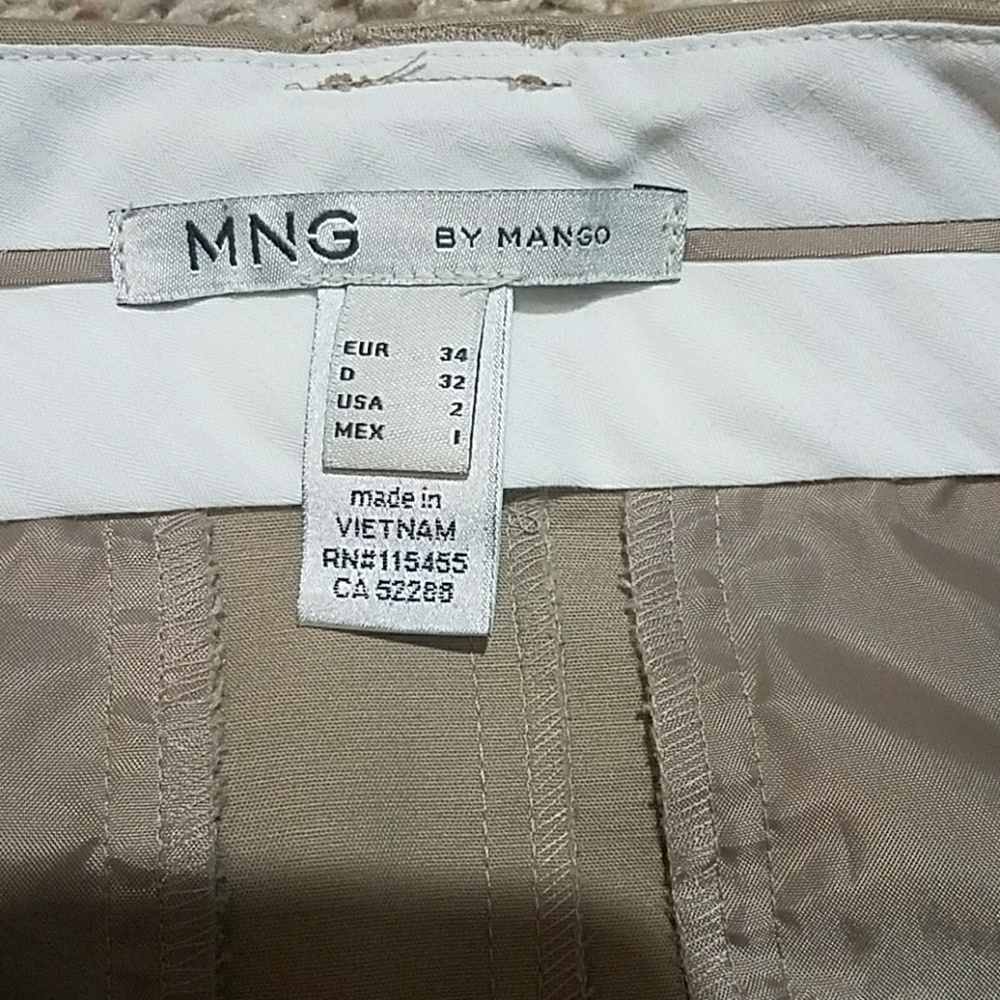 MNG BY MANGO
EUR 34
D 32
USA 2
MEX 1
made in
VIETNAM
RN#115455
CA 52288